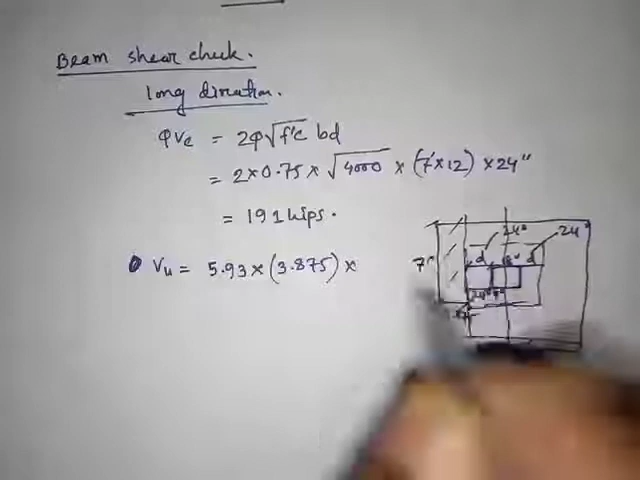 Beam shear check.
long direction.
φVc = 2φ√f'c bd
= 2×0.75×√4000 × (7'×12) ×24"
= 191 kips.
Vu = 5.93×(3.875)×
24"
24"
d
d
7'